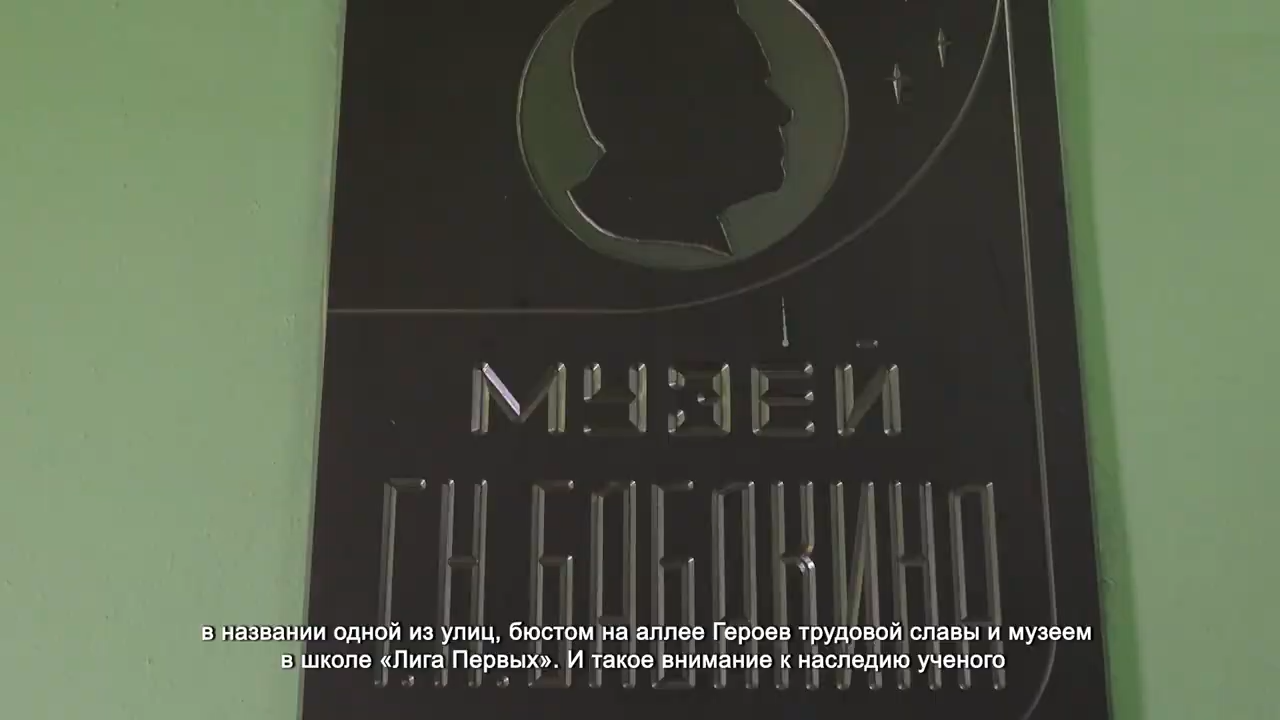 МУЗЕЙ
Г.Н. БАБАКИНА
в названии одной из улиц, бюстом на аллее Героев трудовой славы и музеем
в школе «Лига Первых». И такое внимание к наследию ученого